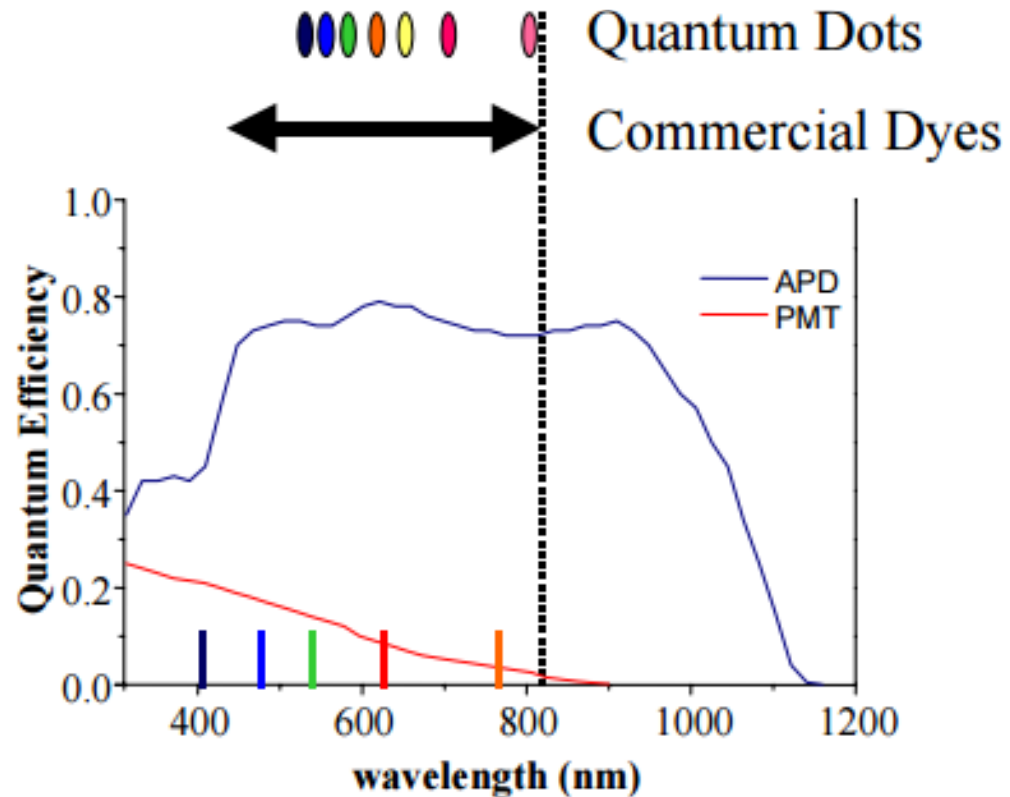 Quantum Dots
Commercial Dyes
1.0
0.8
0.6
0.4
0.2
0.0
Quantum Efficiency
APD
PMT
400 600 800 1000 1200
wavelength (nm)